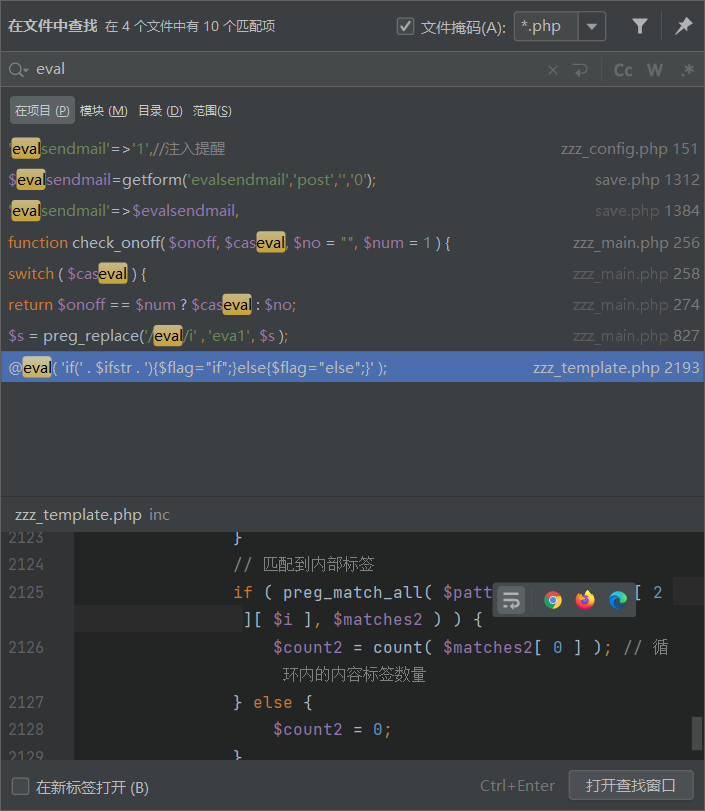 在文件中查找 在 4 个文件中有 10 个匹配项 文件掩码(A): *.php
eval Cc W .*
在项目 (P) 模块 (M) 目录 (D) 范围(S)
'evalsendmail'=>'1',//注入提醒 zzz_config.php 151
$evalsendmail=getform('evalsendmail','post','','0'); save.php 1312
'evalsendmail'=>$evalsendmail, save.php 1384
function check_onoff( $onoff, $caseval, $no = "", $num = 1 ) { zzz_main.php 256
switch ( $caseval ) { zzz_main.php 258
return $onoff == $num ? $caseval : $no; zzz_main.php 274
$s = preg_replace('/eval/i' , 'eva1', $s ); zzz_main.php 827
@eval( 'if(' . $ifstr . '){$flag="if";}else{$flag="else";}' ); zzz_template.php 2193
zzz_template.php inc
2123 }
2124 // 匹配到内部标签
2125 if ( preg_match_all( $patt [ 2
][ $i ], $matches2 ) ) {
2126 $count2 = count( $matches2[ 0 ] ); // 循
环内的内容标签数量
2127 } else {
2128 $count2 = 0;
2129 }
在新标签打开 (B) Ctrl+Enter 打开查找窗口